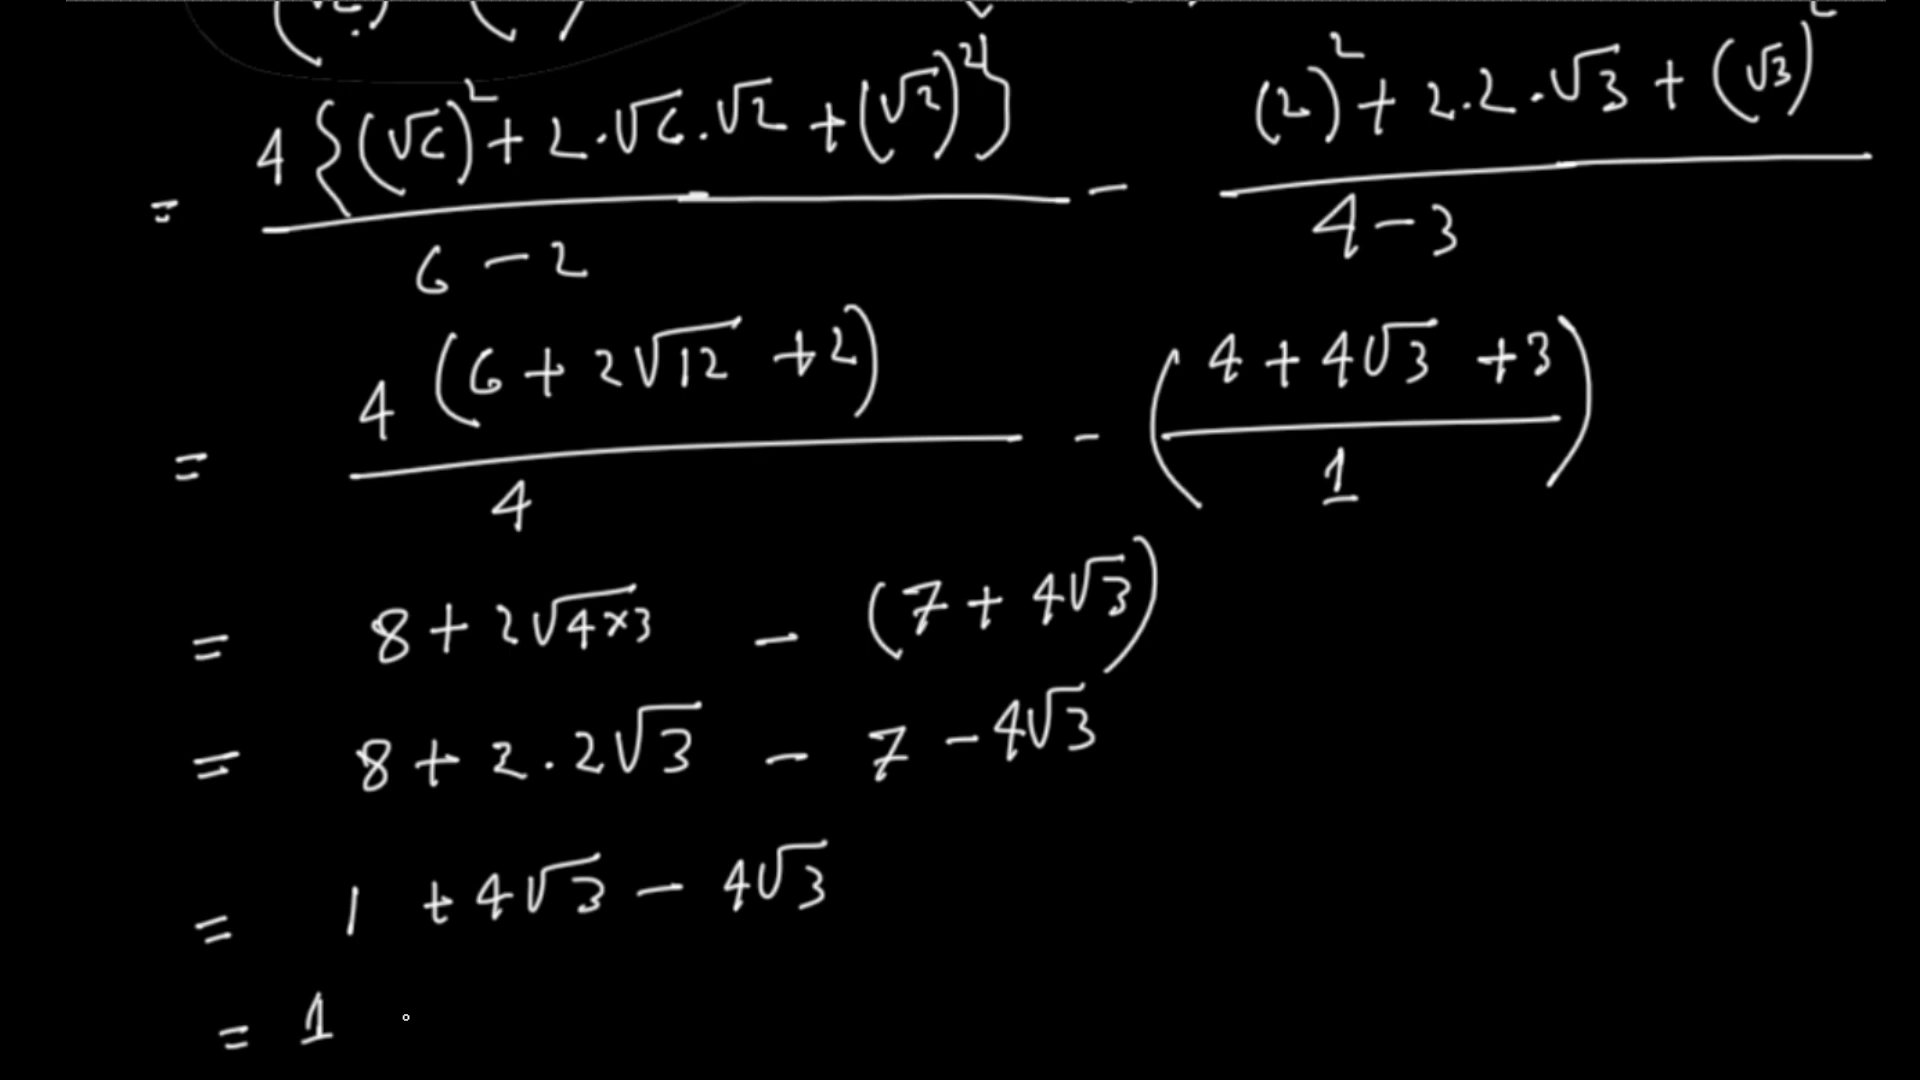 = 4{(√6)² + 2·√6·√2 + (√2)²} / 6 - 2 - (2)² + 2·2·√3 + (√3)² / 4 - 3
= 4(6 + 2√12 + 2) / 4 - (4 + 4√3 + 3 / 1)
= 8 + 2√4×3 - (7 + 4√3)
= 8 + 2·2√3 - 7 - 4√3
= 1 + 4√3 - 4√3
= 1